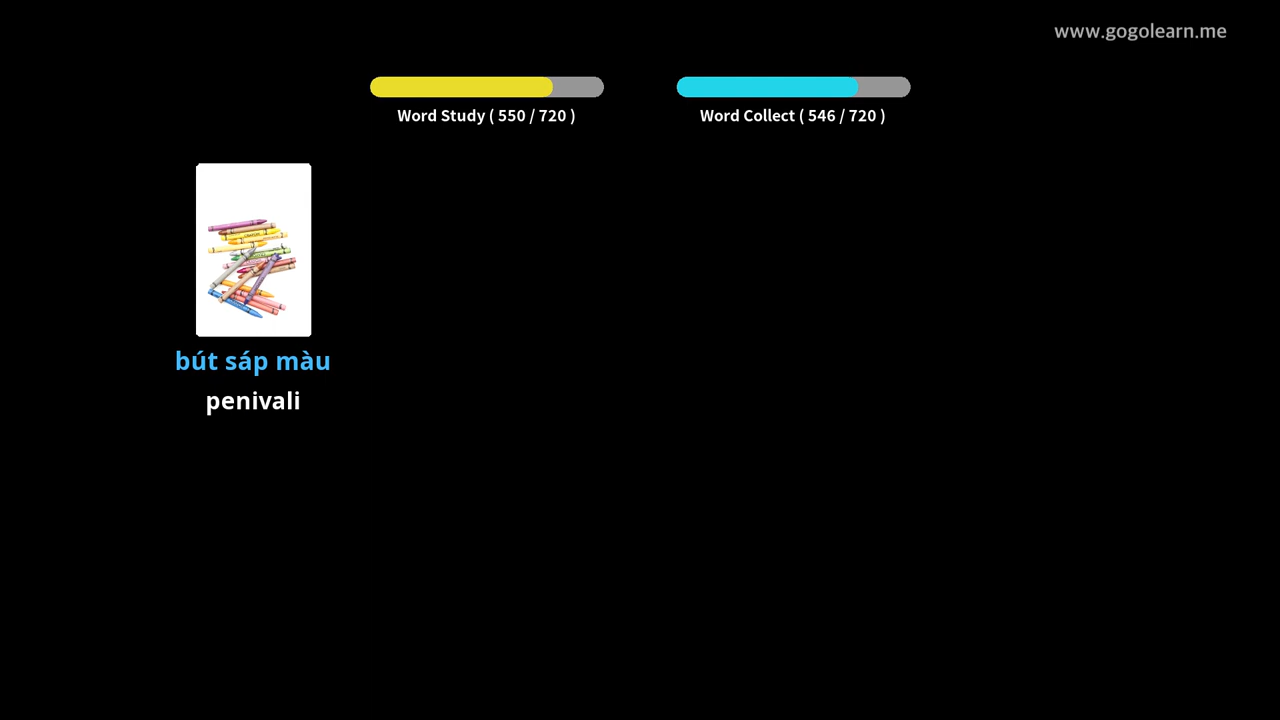 www.gogolearn.me
Word Study ( 550 / 720 )
Word Collect ( 546 / 720 )
bút sáp màu
penivali